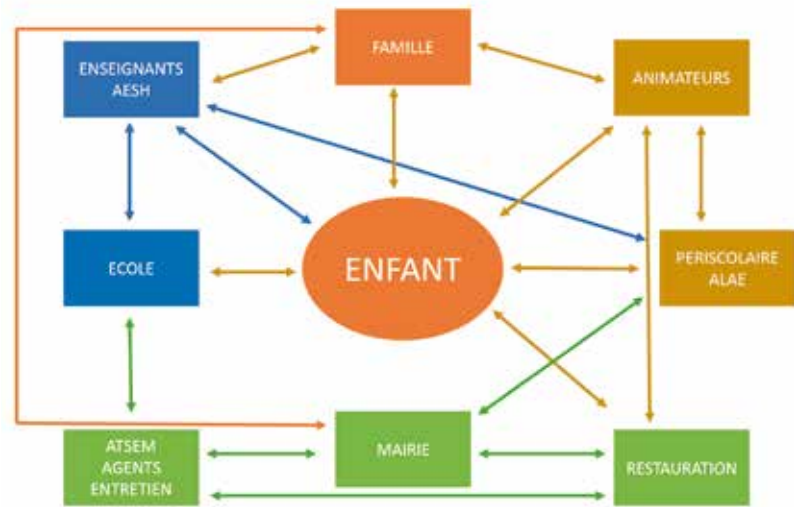 FAMILLE
ENSEIGNANTS
AESH
ANIMATEURS
ECOLE
ENFANT
PERISCOLAIRE
ALAE
ATSEM
AGENTS
ENTRETIEN
MAIRIE
RESTAURATION